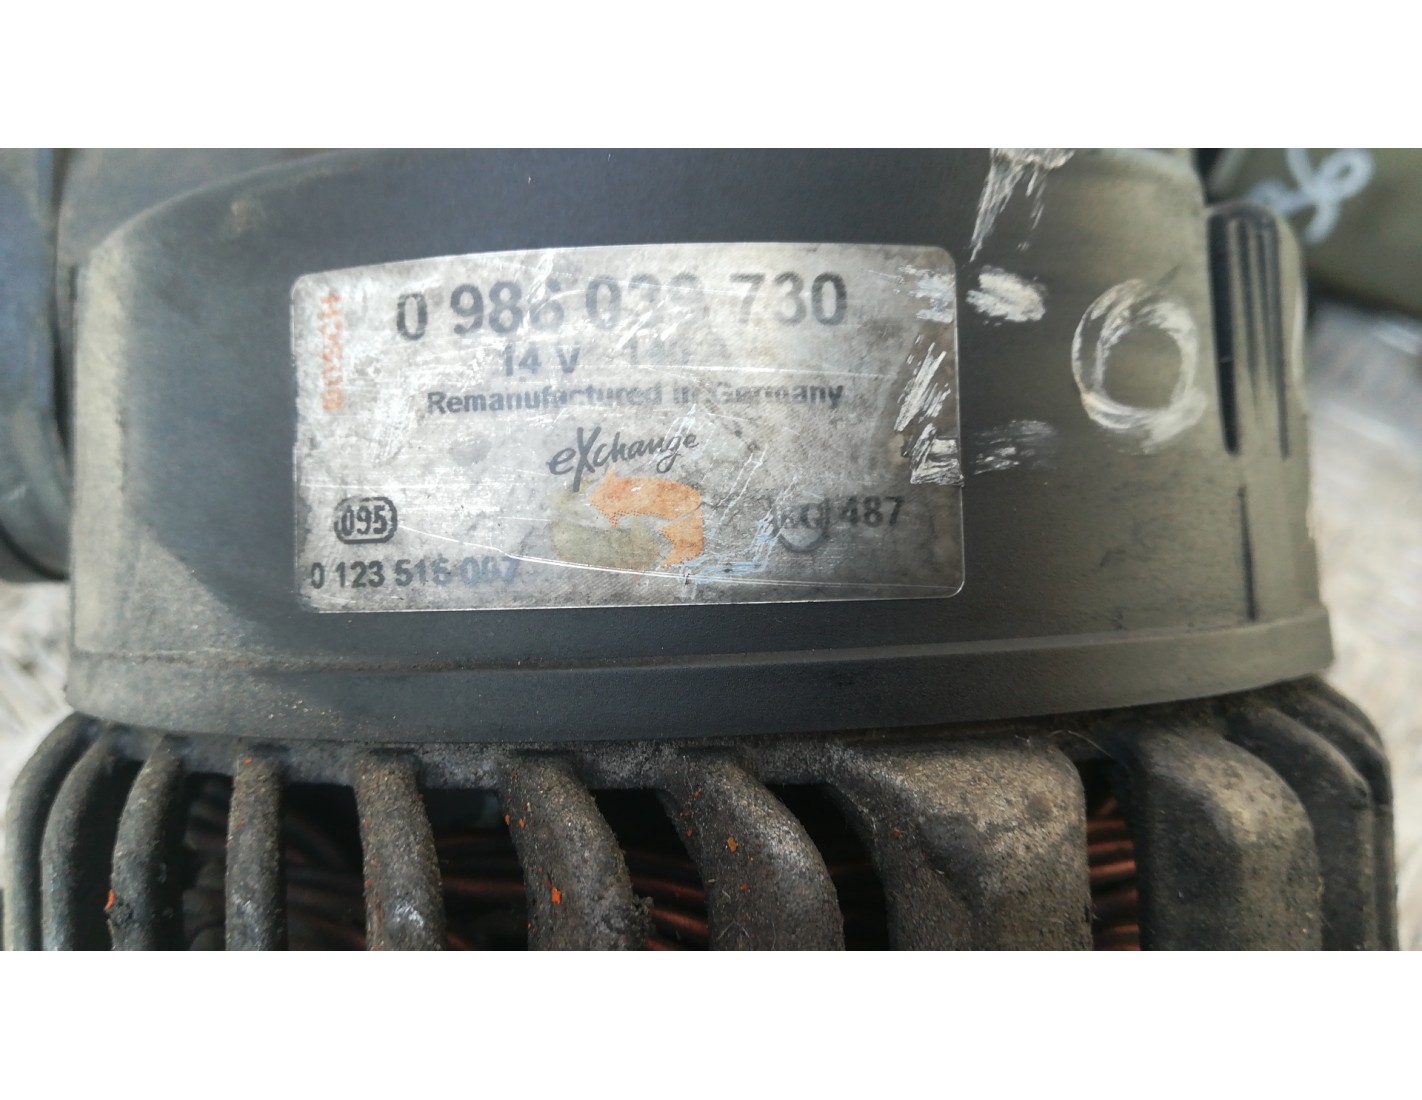 BOSCH
0 986 039 730
14 V
Remanufactured in Germany
eXchange
095
487
0 123 515 007